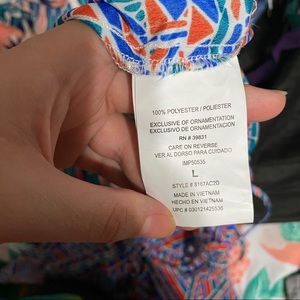 100% POLYESTER / POLIESTER
EXCLUSIVE OF ORNAMENTATION
EXCLUSIVO DE ORNAMENTACION
RN # 39831
CARE ON REVERSE
VER AL DORSO PARA CUIDADO
IMP50535
L
STYLE # 8167AC2D
MADE IN VIETNAM
HECHO EN VIETNAM
UPC # 030121425536